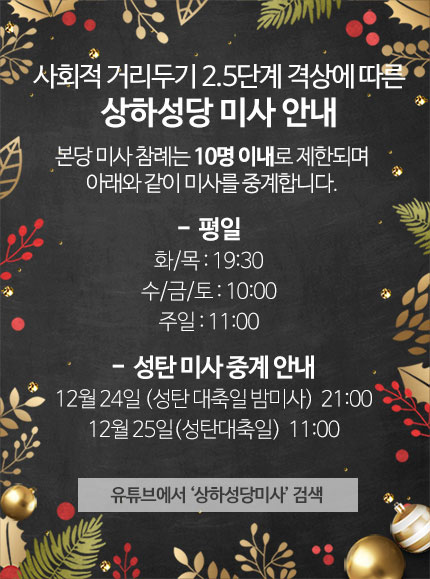 사회적 거리두기 2.5단계 격상에 따른
상하성당 미사 안내
본당 미사 참례는 10명 이내로 제한되며
아래와 같이 미사를 중계합니다.
- 평일
화/목 : 19:30
수/금/토 : 10:00
주일 : 11:00
- 성탄 미사 중계 안내
12월 24일 (성탄 대축일 밤미사) 21:00
12월 25일(성탄대축일) 11:00
유튜브에서 '상하성당미사' 검색